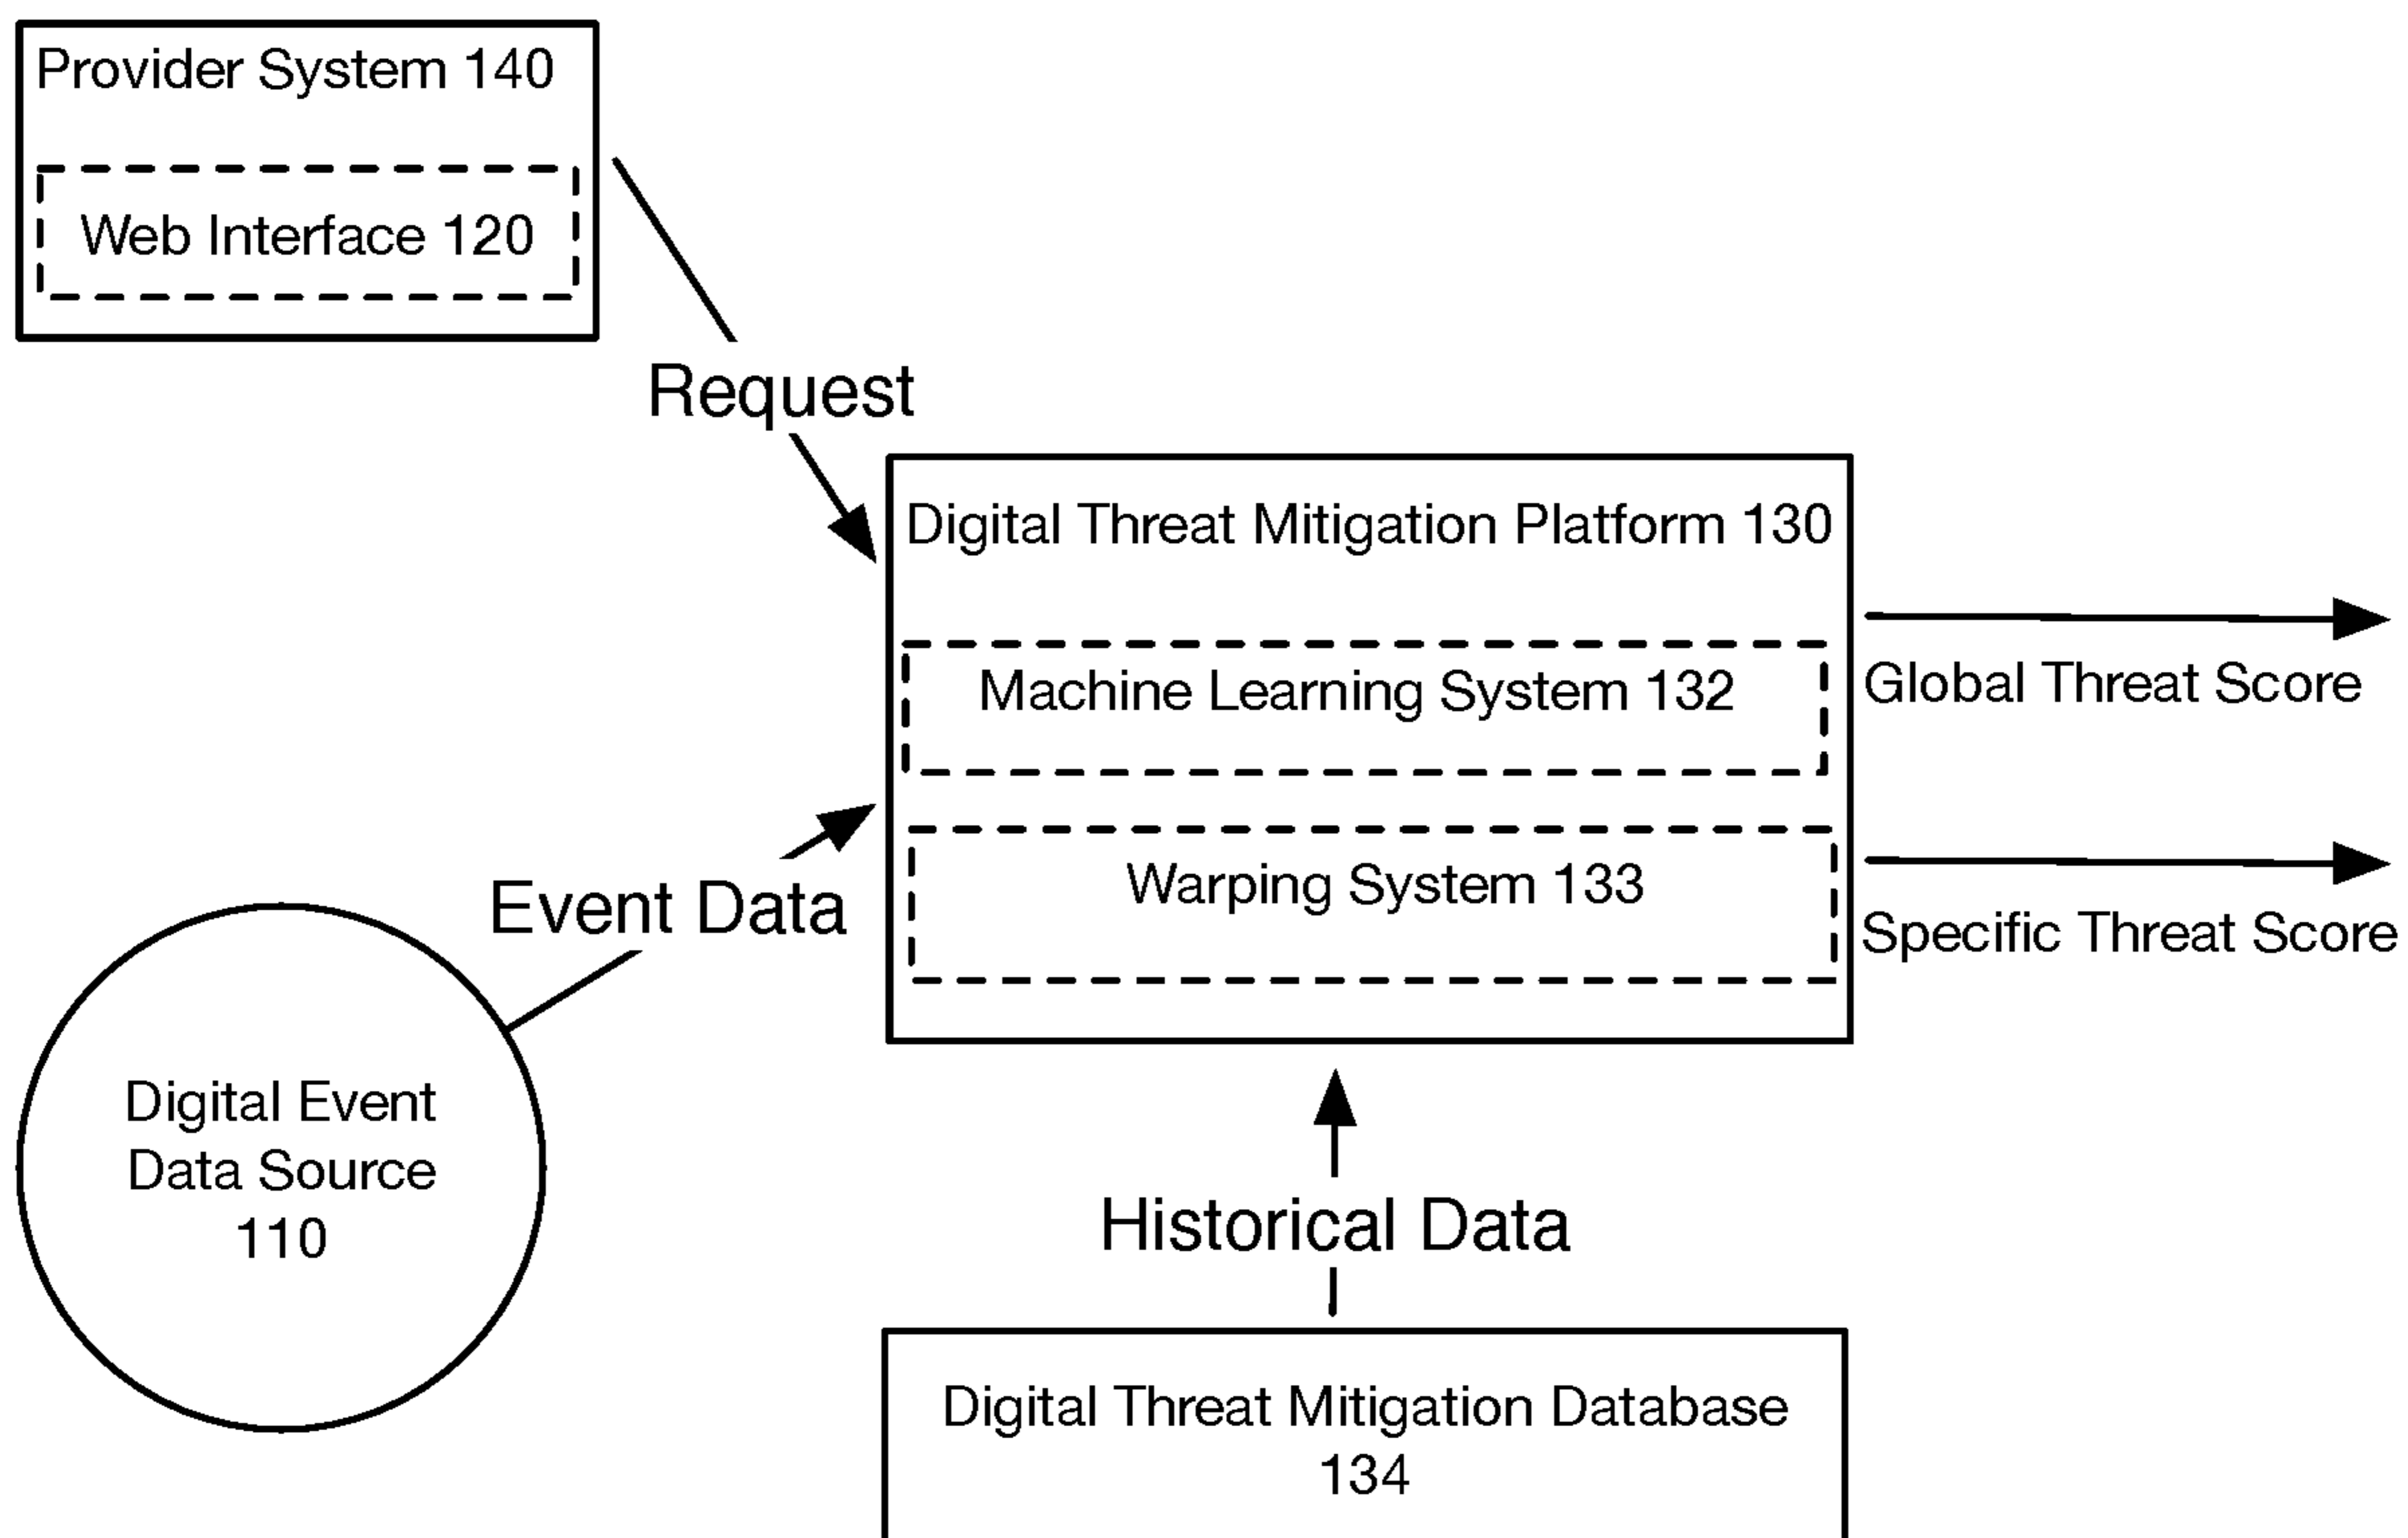 Provider System 140
Web Interface 120
Request
Digital Threat Mitigation Platform 130
Machine Learning System 132
Global Threat Score
Warping System 133
Specific Threat Score
Event Data
Digital Event
Data Source
110
Historical Data
Digital Threat Mitigation Database
134